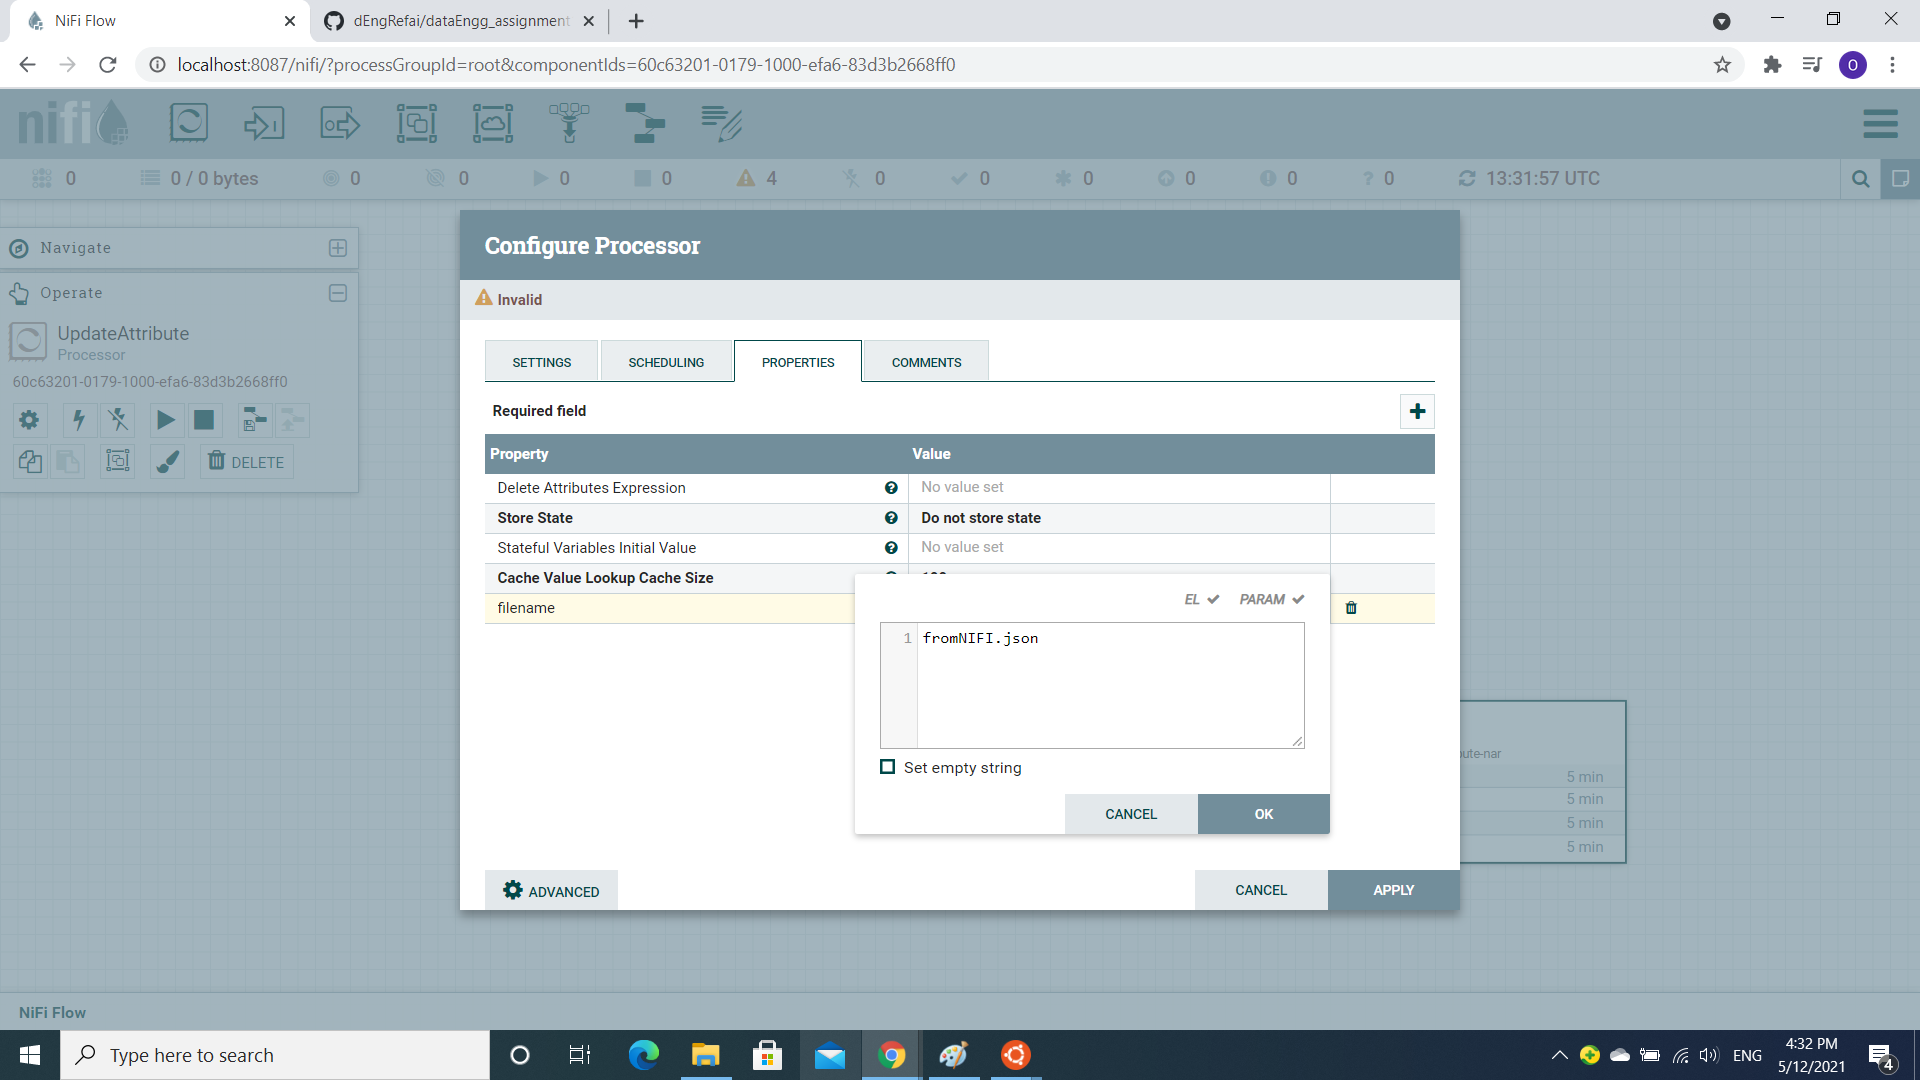 NiFi Flow
dEngRefai/dataEngg_assignment
localhost:8087/nifi/?processGroupId=root&componentIds=60c63201-0179-1000-efa6-83d3b2668ff0
O
nifi
0
0 / 0 bytes
0
0
0
0
4
0
0
0
0
0
? 0
13:31:57 UTC
Navigate
Operate
UpdateAttribute
Processor
60c63201-0179-1000-efa6-83d3b2668ff0
DELETE
Configure Processor
Invalid
SETTINGS
SCHEDULING
PROPERTIES
COMMENTS
Required field
Property
Value
Delete Attributes Expression
No value set
Store State
Do not store state
Stateful Variables Initial Value
No value set
Cache Value Lookup Cache Size
filename
EL
PARAM
1 fromNIFI.json
Set empty string
CANCEL
OK
5 min
5 min
5 min
5 min
ADVANCED
CANCEL
APPLY
NiFi Flow
Type here to search
ENG
4:32 PM
5/12/2021
4